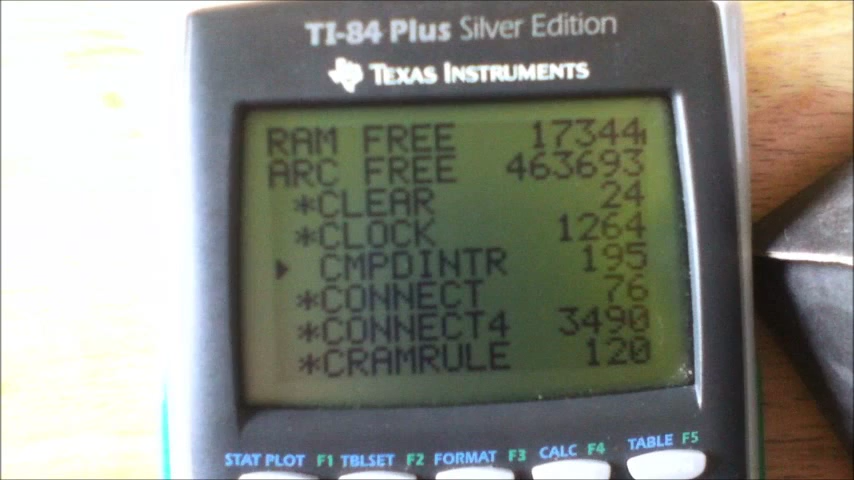 TI-84 Plus Silver Edition
TEXAS INSTRUMENTS
RAM FREE 17344
ARC FREE 463693
*CLEAR 24
*CLOCK 1264
CMPDINTR 195
*CONNECT 76
*CONNECT4 3490
*CRAMRULE 120
STAT PLOT F1 TBLSET F2 FORMAT F3 CALC F4 TABLE F5